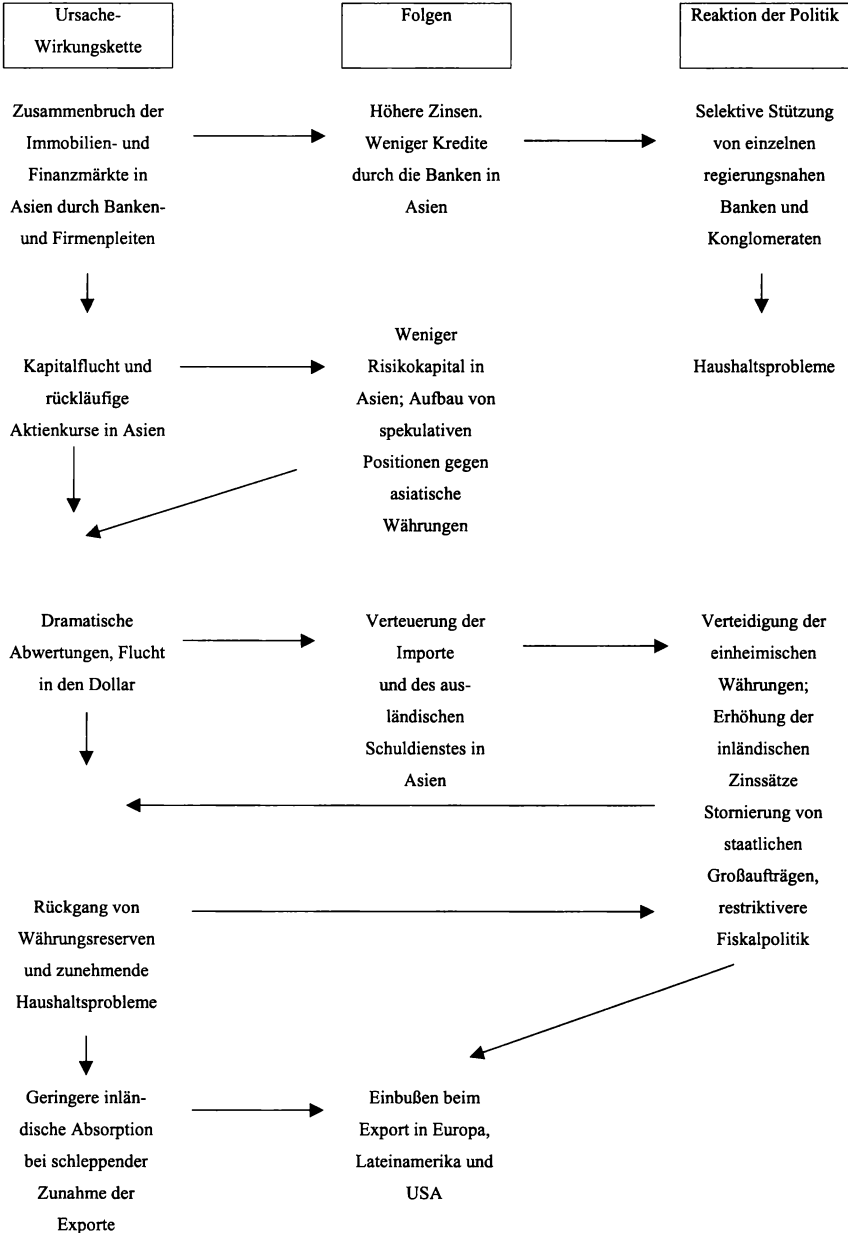 Ursache-
Wirkungskette
Folgen
Reaktion der Politik
Zusammenbruch der
Immobilien- und
Finanzmärkte in
Asien durch Banken-
und Firmenpleiten
Höhere Zinsen.
Weniger Kredite
durch die Banken in
Asien
Selektive Stützung
von einzelnen
regierungsnahen
Banken und
Konglomeraten
Kapitalflucht und
rückläufige
Aktienkurse in Asien
Weniger
Risikokapital in
Asien; Aufbau von
spekulativen
Positionen gegen
asiatische
Währungen
Haushaltsprobleme
Dramatische
Abwertungen, Flucht
in den Dollar
Verteuerung der
Importe
und des aus-
ländischen
Schuldienstes in
Asien
Verteidigung der
einheimischen
Währungen;
Erhöhung der
inländischen
Zinssätze
Stornierung von
staatlichen
Großaufträgen,
restriktivere
Fiskalpolitik
Rückgang von
Währungsreserven
und zunehmende
Haushaltsprobleme
Geringere inlän-
dische Absorption
bei schleppender
Zunahme der
Exporte
Einbußen beim
Export in Europa,
Lateinamerika und
USA